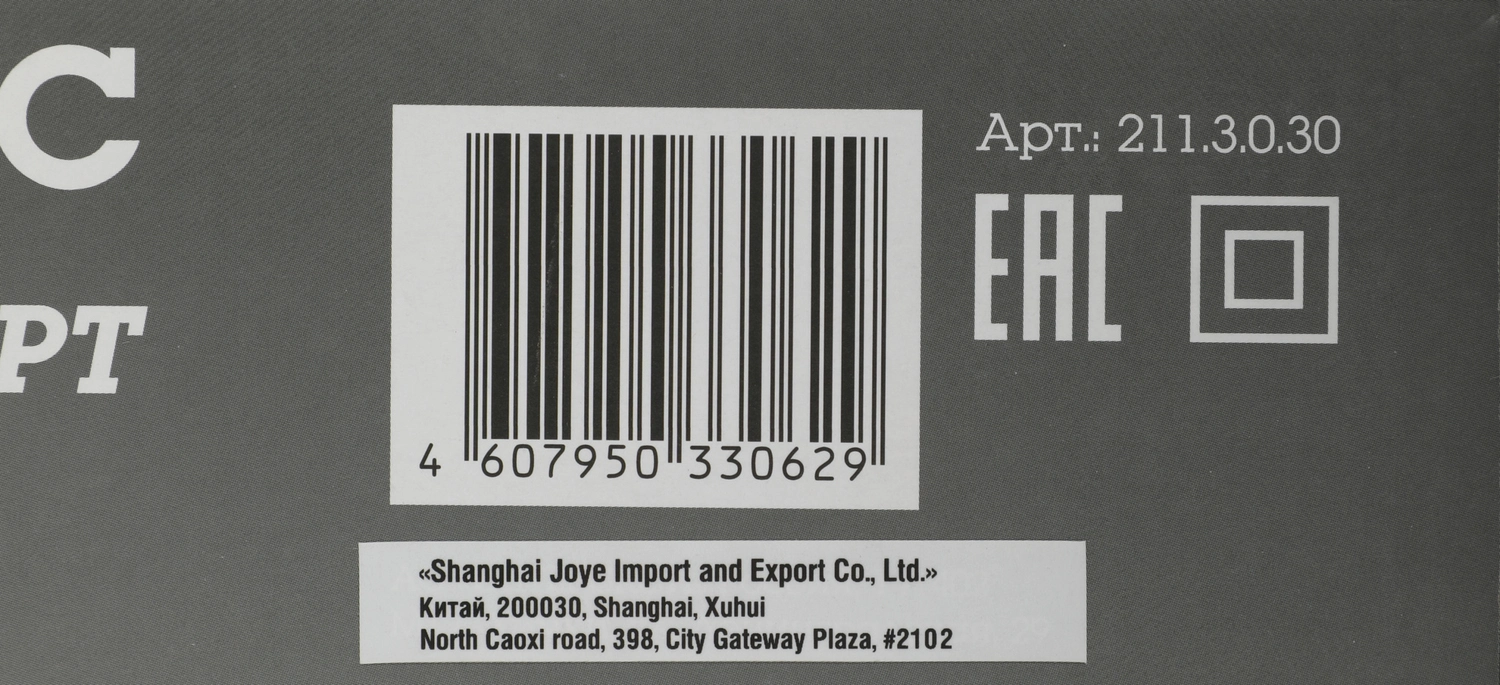 С
РТ
Арт.: 211.3.0.30
EAC
4 607950 330629
«Shanghai Joye Import and Export Co., Ltd.»
Китай, 200030, Shanghai, Xuhui
North Caoxi road, 398, City Gateway Plaza, #2102